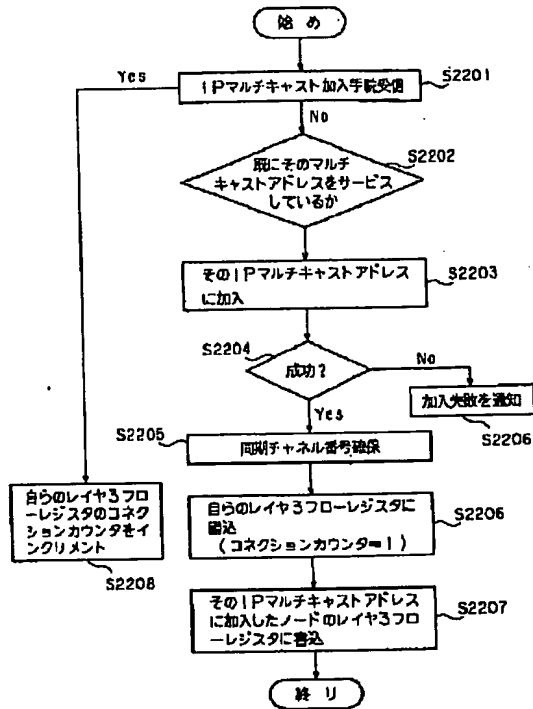 始 め
Yes
IPマルチキャスト加入手続受信
S2201
No
既にそのマルチ
キャストアドレスをサービス
しているか
S2202
そのIPマルチキャストアドレス
に加入
S2203
S2204
成功?
No
加入失敗を通知
S2206
Yes
S2205
同期チャネル番号確保
自らのレイヤ3フロ
ーレジスタのコネク
ションカウンタをイ
ンクリメント
S2208
自らのレイヤ3フローレジスタに
書込
(コネクションカウンタ=1)
S2206
そのIPマルチキャストアドレス
に加入したノードのレイヤ3フロ
ーレジスタに書込
S2207
終 り